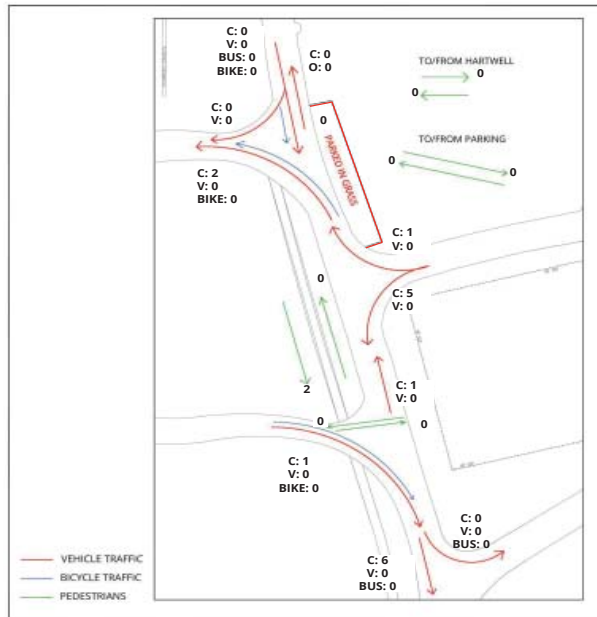 C: 0
V: 0
BUS: 0
BIKE: 0
C: 0
O: 0
TO/FROM HARTWELL
0
0
C: 0
V: 0
0
PARKED IN GRASS
TO/FROM PARKING
0
0
C: 2
V: 0
BIKE: 0
C: 1
V: 0
0
C: 5
V: 0
2
C: 1
V: 0
0
0
C: 1
V: 0
BIKE: 0
C: 0
V: 0
BUS: 0
C: 6
V: 0
BUS: 0
VEHICLE TRAFFIC
BICYCLE TRAFFIC
PEDESTRIANS